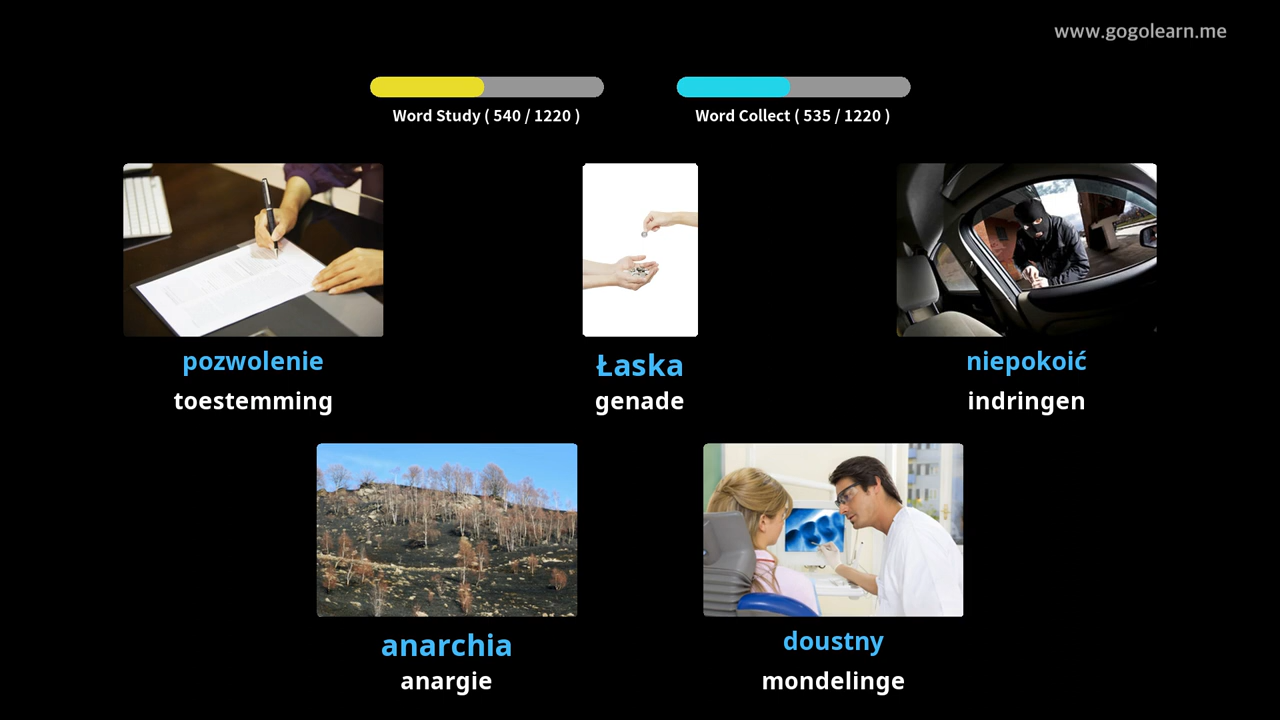 www.gogolearn.me
Word Study ( 540 / 1220 )
Word Collect ( 535 / 1220 )
pozwolenie
toestemming
Łaska
genade
niepokoić
indringen
anarchia
anargie
doustny
mondelinge